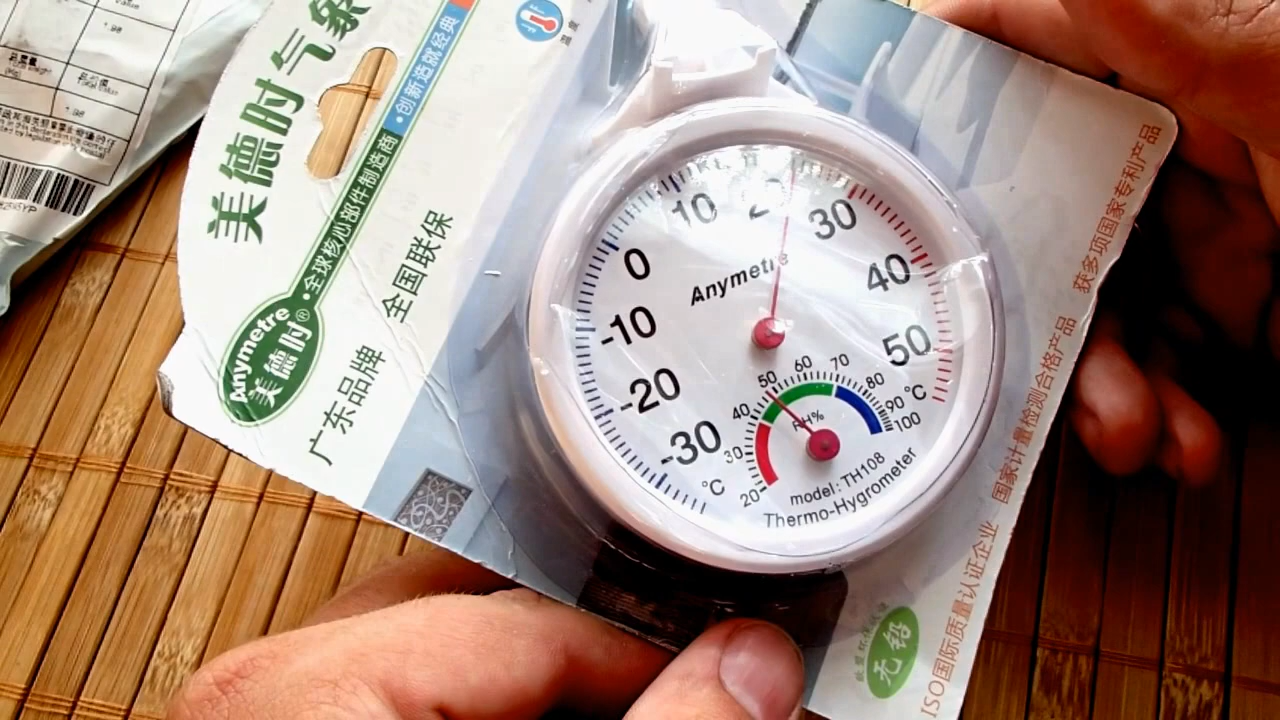 美德时气象
·创新造就经典
·全球核心部件制造商
Anymetre
美德时®
全国联保
广东品牌
10
30
0
40
-10
50
-20
-30
°C
°C
Anymetre
20
30
40
50
60
70
80
90
100
RH%
model: TH108
Thermo-Hygrometer
获多项国家专利产品
国家计量检测合格产品
ISO国际质量认证企业
无铅